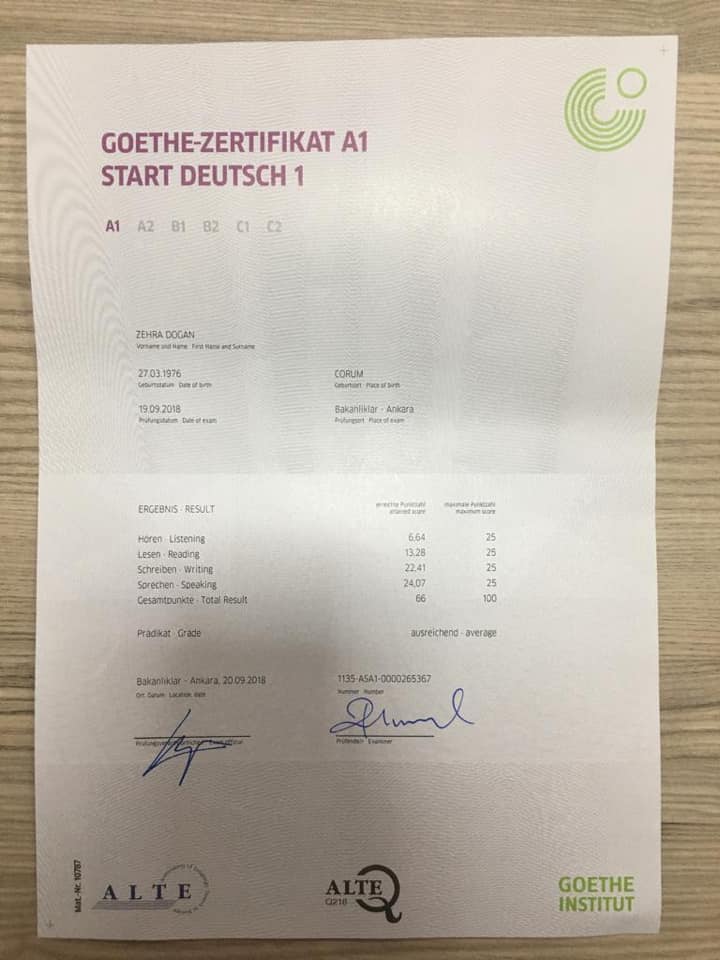 GOETHE-ZERTIFIKAT A1
START DEUTSCH 1
A1 A2 B1 B2 C1 C2
ZEHRA DOGAN
Vorname und Name · First Name and Surname
27.03.1976 CORUM
Geburtsdatum · Date of birth Geburtsort · Place of birth
19.09.2018 Bakanliklar - Ankara
Prüfungsdatum · Date of exam Prüfungsort · Place of exam
ERGEBNIS · RESULT erreichte Punktzahl maximale Punktzahl
attained score maximum score
Hören · Listening 6,64 25
Lesen · Reading 13,28 25
Schreiben · Writing 22,41 25
Sprechen · Speaking 24,07 25
Gesamtpunkte · Total Result 66 100
Prädikat · Grade ausreichend · average
Bakanliklar - Ankara, 20.09.2018 1135-ASA1-0000265367
Ort, Datum · Location, date Nummer · Number
Prüfende/r · Examiner
Mat.-Nr. 10787
ALTE
ALTE
Q
GOETHE
INSTITUT